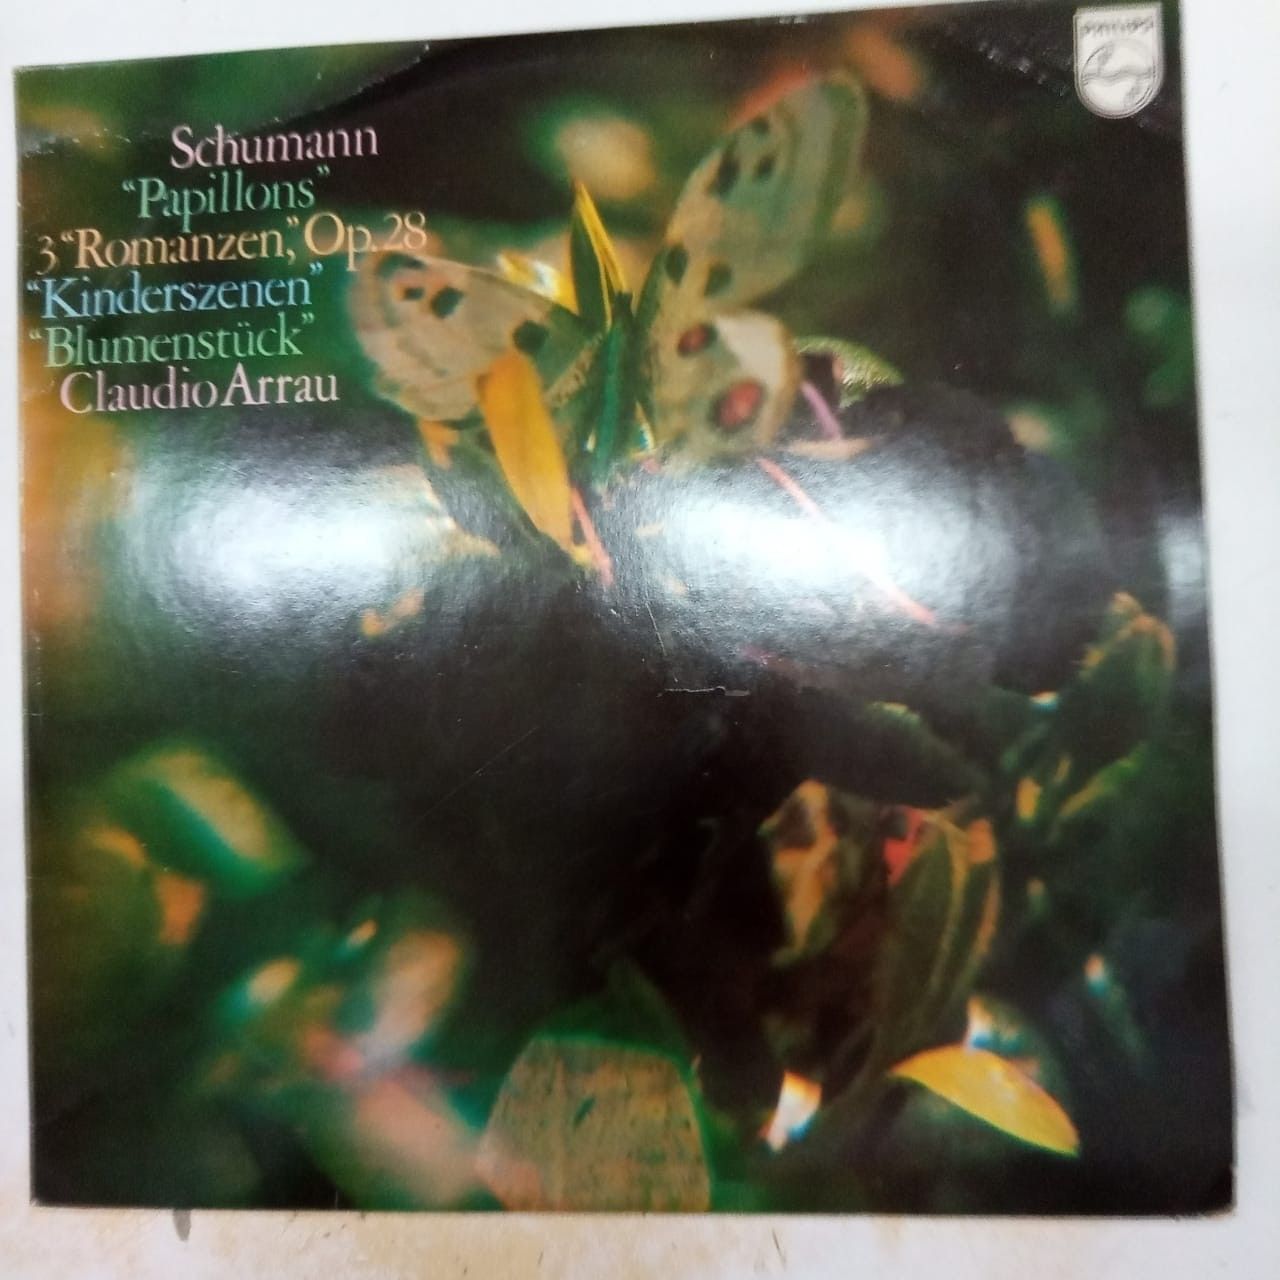 PHILIPS
Schumann
“Papillons”
3 “Romanzen,” Op. 28
“Kinderszenen”
“Blumenstück”
Claudio Arrau